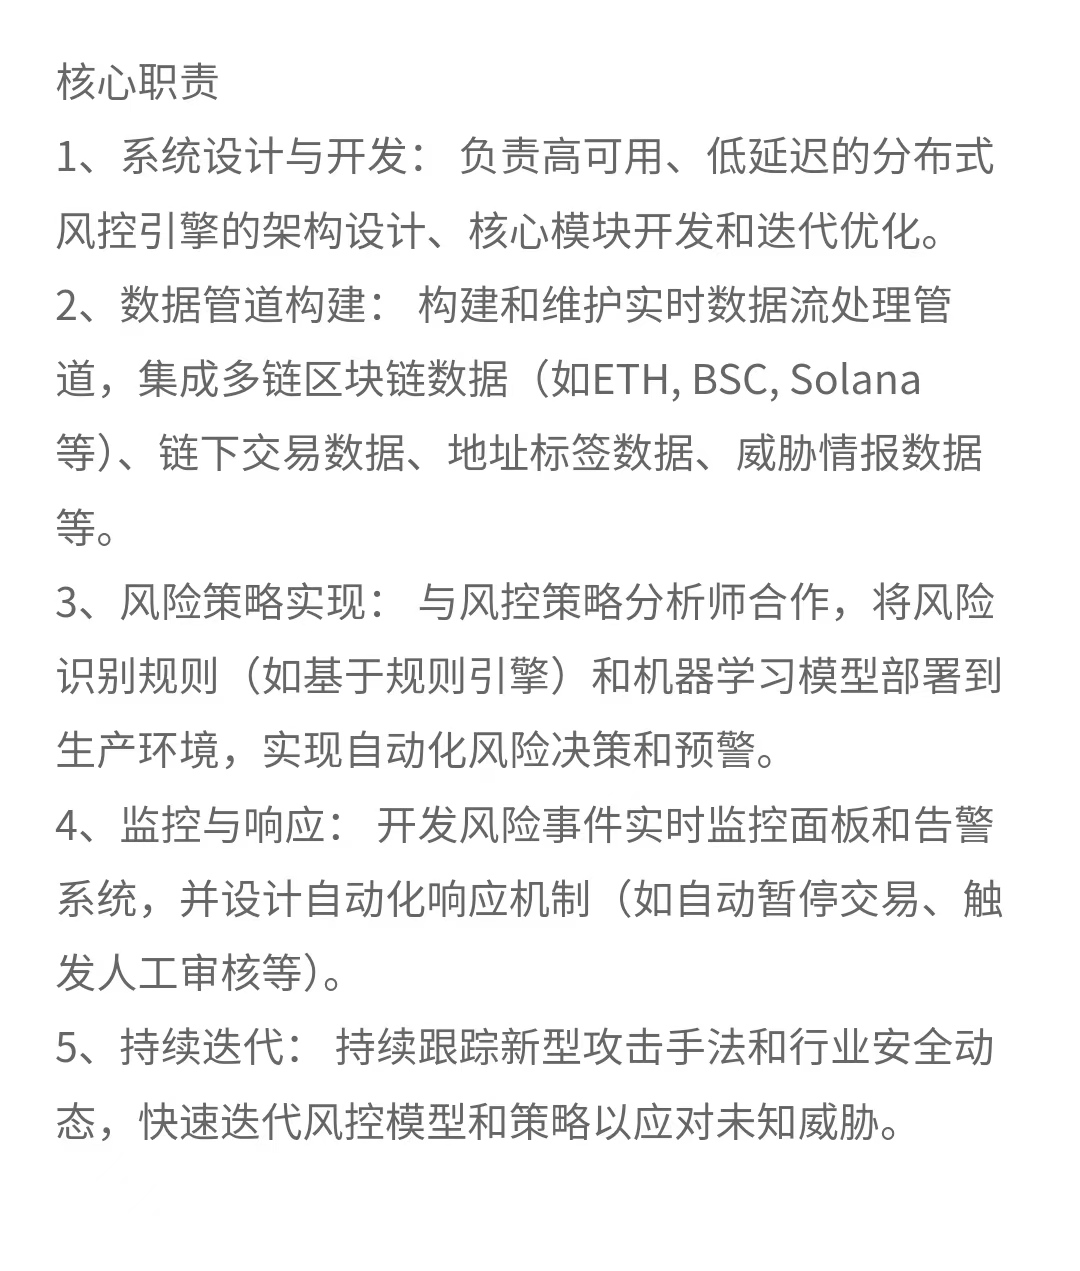 核心职责
1、系统设计与开发： 负责高可用、低延迟的分布式
风控引擎的架构设计、核心模块开发和迭代优化。
2、数据管道构建： 构建和维护实时数据流处理管
道，集成多链区块链数据（如ETH, BSC, Solana
等）、链下交易数据、地址标签数据、威胁情报数据
等。
3、风险策略实现： 与风控策略分析师合作，将风险
识别规则（如基于规则引擎）和机器学习模型部署到
生产环境，实现自动化风险决策和预警。
4、监控与响应： 开发风险事件实时监控面板和告警
系统，并设计自动化响应机制（如自动暂停交易、触
发人工审核等）。
5、持续迭代： 持续跟踪新型攻击手法和行业安全动
态，快速迭代风控模型和策略以应对未知威胁。